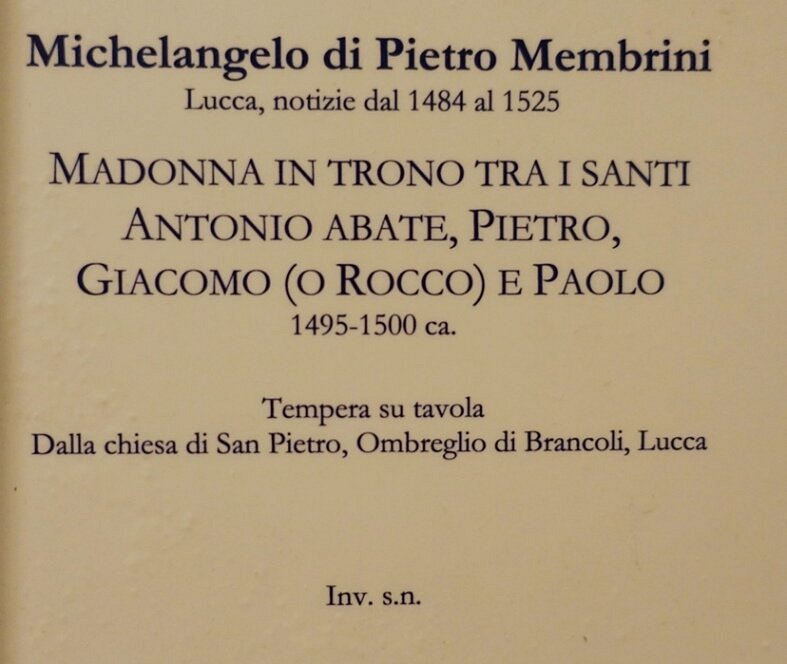 Michelangelo di Pietro Membrini
Lucca, notizie dal 1484 al 1525
MADONNA IN TRONO TRA I SANTI
ANTONIO ABATE, PIETRO,
GIACOMO (O ROCCO) E PAOLO
1495-1500 ca.
Tempera su tavola
Dalla chiesa di San Pietro, Ombreglio di Brancoli, Lucca
Inv. s.n.